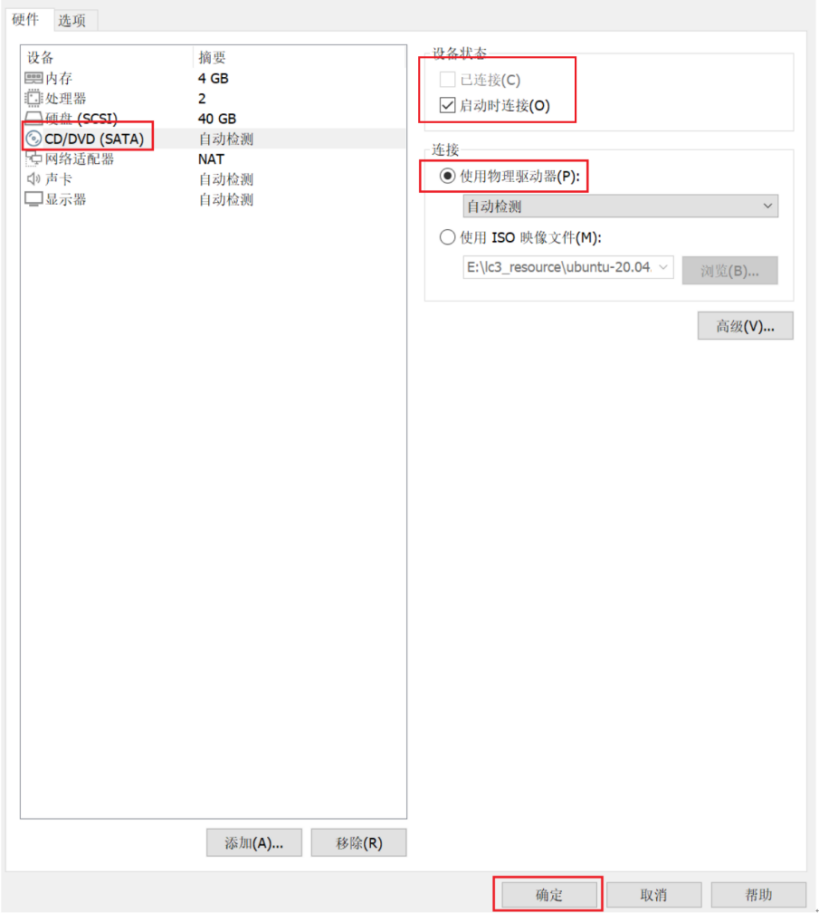 硬件 选项
设备 摘要
内存 4 GB
处理器 2
硬盘 (SCSI) 40 GB
CD/DVD (SATA) 自动检测
网络适配器 NAT
声卡 自动检测
显示器 自动检测
添加(A)... 移除(R)
设备状态
已连接(C)
启动时连接(O)
连接
使用物理驱动器(P):
自动检测
使用 ISO 映像文件(M):
E:\lc3_resource\ubuntu-20.04. 浏览(B)...
高级(V)...
确定 取消 帮助